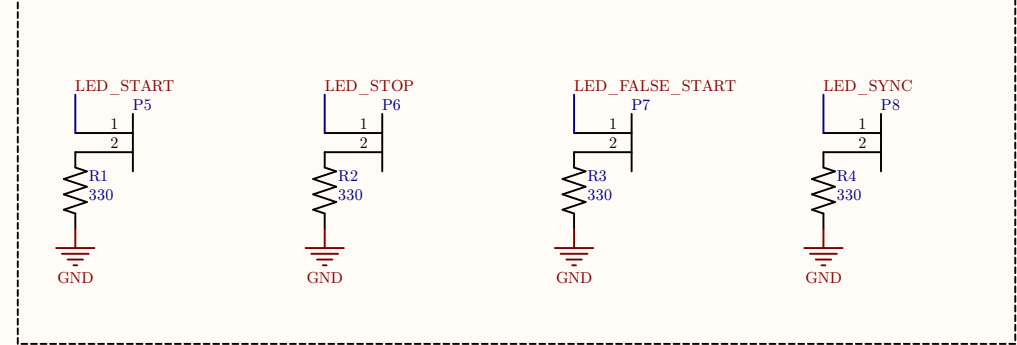 LED_START
P5
1
2
R1
330
GND
LED_STOP
P6
1
2
R2
330
GND
LED_FALSE_START
P7
1
2
R3
330
GND
LED_SYNC
P8
1
2
R4
330
GND